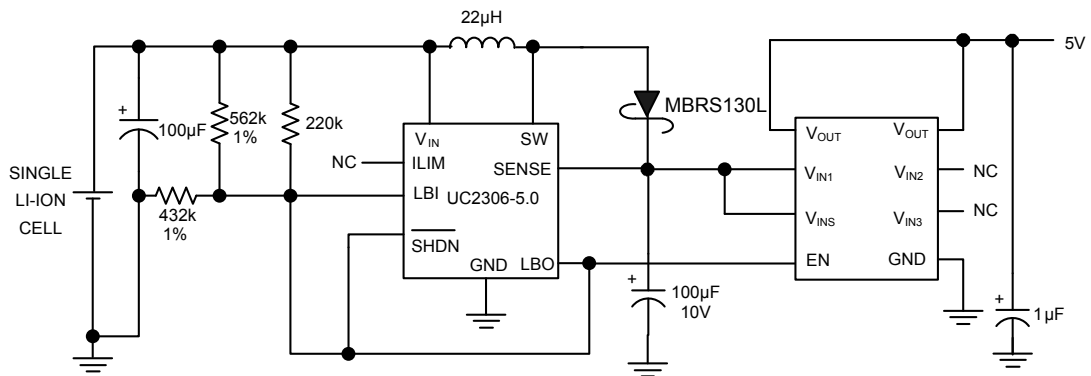 22µH
5V
+
100µF
562k
1%
220k
MBRS130L
VIN
SW
VOUT
VOUT
NC
ILIM
SENSE
VIN1
VIN2
NC
SINGLE
LI-ION
CELL
LBI
UC2306-5.0
432k
1%
VINS
VIN3
NC
SHDN
GND
LBO
EN
GND
+
100µF
10V
+
1µF